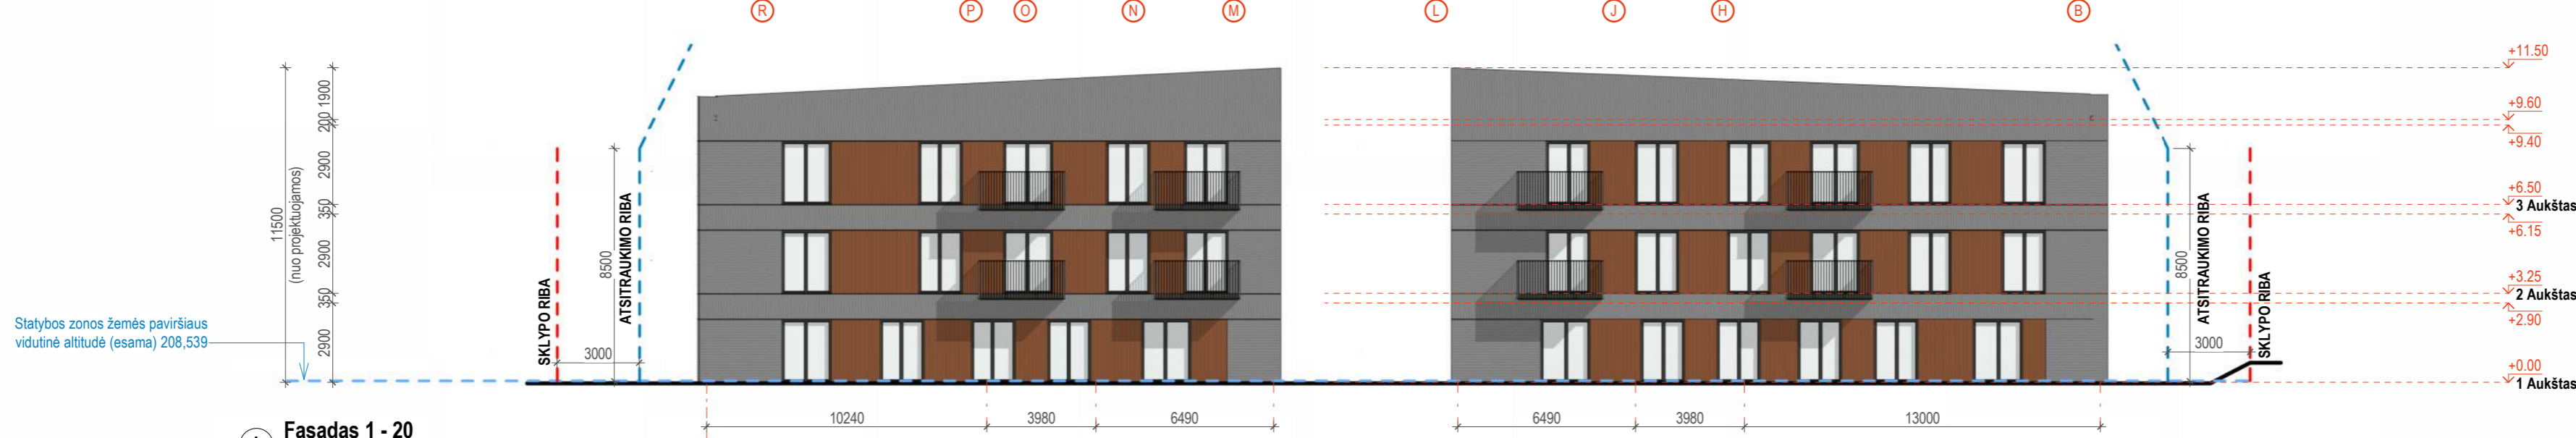 R P O N M L J H B
11500
(nuo projektuojamos)
1900
200
2900
350
2900
350
2900
Statybos zonos žemės paviršiaus
vidutinė altitudė (esama) 208,539
SKLYPO RIBA
3000
8500
ATSITRAUKIMO RIBA
10240 3980 6490
6490 3980 13000
8500
ATSITRAUKIMO RIBA
3000
SKLYPO RIBA
+11.50
+9.60
+9.40
+6.50
3 Aukštas
+6.15
+3.25
2 Aukštas
+2.90
+0.00
1 Aukštas
Fasadas 1 - 20